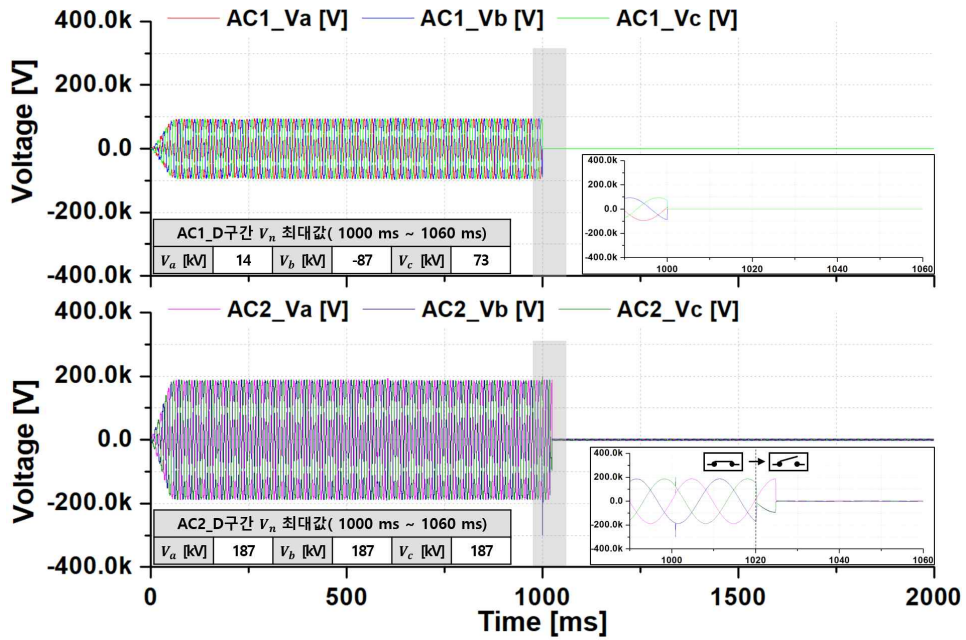 AC1_Va [V] AC1_Vb [V] AC1_Vc [V]
400.0k
200.0k
0.0
-200.0k
-400.0k
Voltage [V]
400.0k
200.0k
0.0
-200.0k
-400.0k
1000 1020 1040 1060
AC1_D구간 Vn 최대값( 1000 ms ~ 1060 ms)
Va [kV] 14 Vb [kV] -87 Vc [kV] 73
AC2_Va [V] AC2_Vb [V] AC2_Vc [V]
400.0k
200.0k
0.0
-200.0k
-400.0k
Voltage [V]
400.0k
200.0k
0.0
-200.0k
-400.0k
1000 1020 1040 1060
AC2_D구간 Vn 최대값( 1000 ms ~ 1060 ms)
Va [kV] 187 Vb [kV] 187 Vc [kV] 187
0 500 1000 1500 2000
Time [ms]